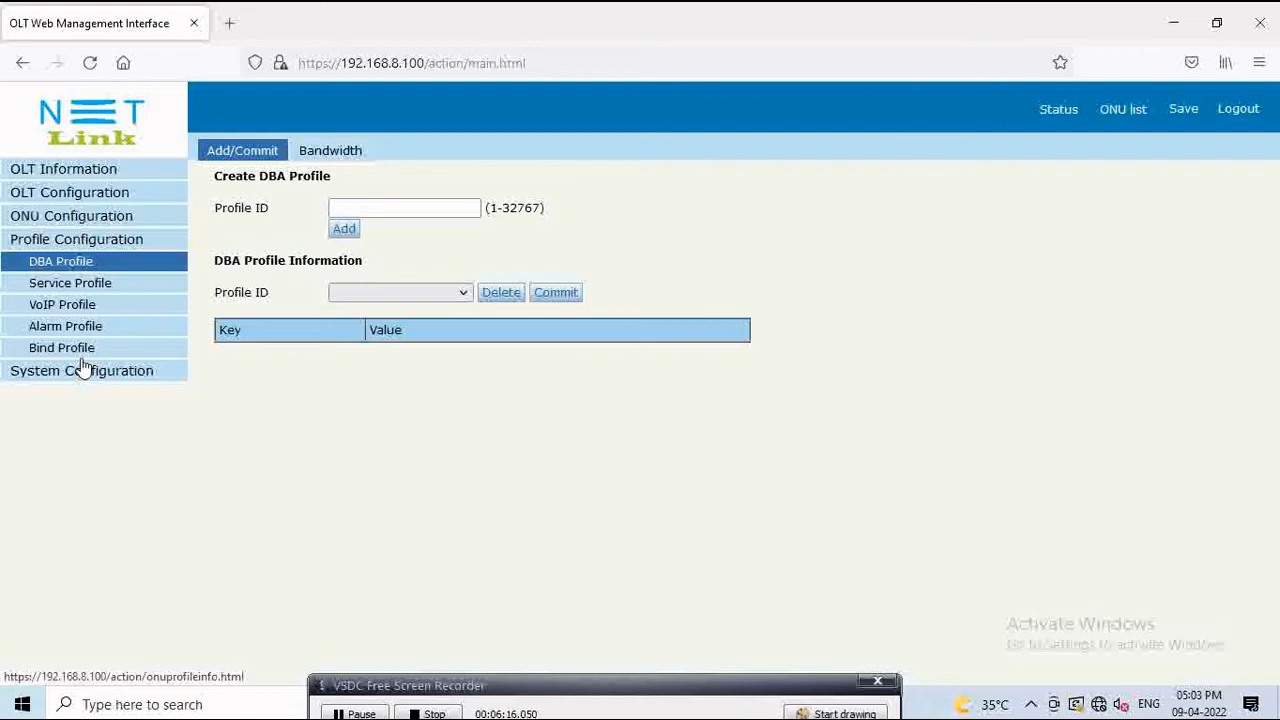 OLT Web Management Interface
https://192.168.8.100/action/main.html
NET
Link
Status ONU list Save Logout
Add/Commit Bandwidth
OLT Information
OLT Configuration
ONU Configuration
Profile Configuration
DBA Profile
Service Profile
VoIP Profile
Alarm Profile
Bind Profile
System Configuration
Create DBA Profile
Profile ID (1-32767)
Add
DBA Profile Information
Profile ID Delete Commit
Key Value
Activate Windows
Go to Settings to activate Windows.
https://192.168.8.100/action/onuprofileinfo.html
VSDC Free Screen Recorder
Pause Stop 00:06:16.050 Start drawing
Type here to search
35°C ENG 05:03 PM
09-04-2022